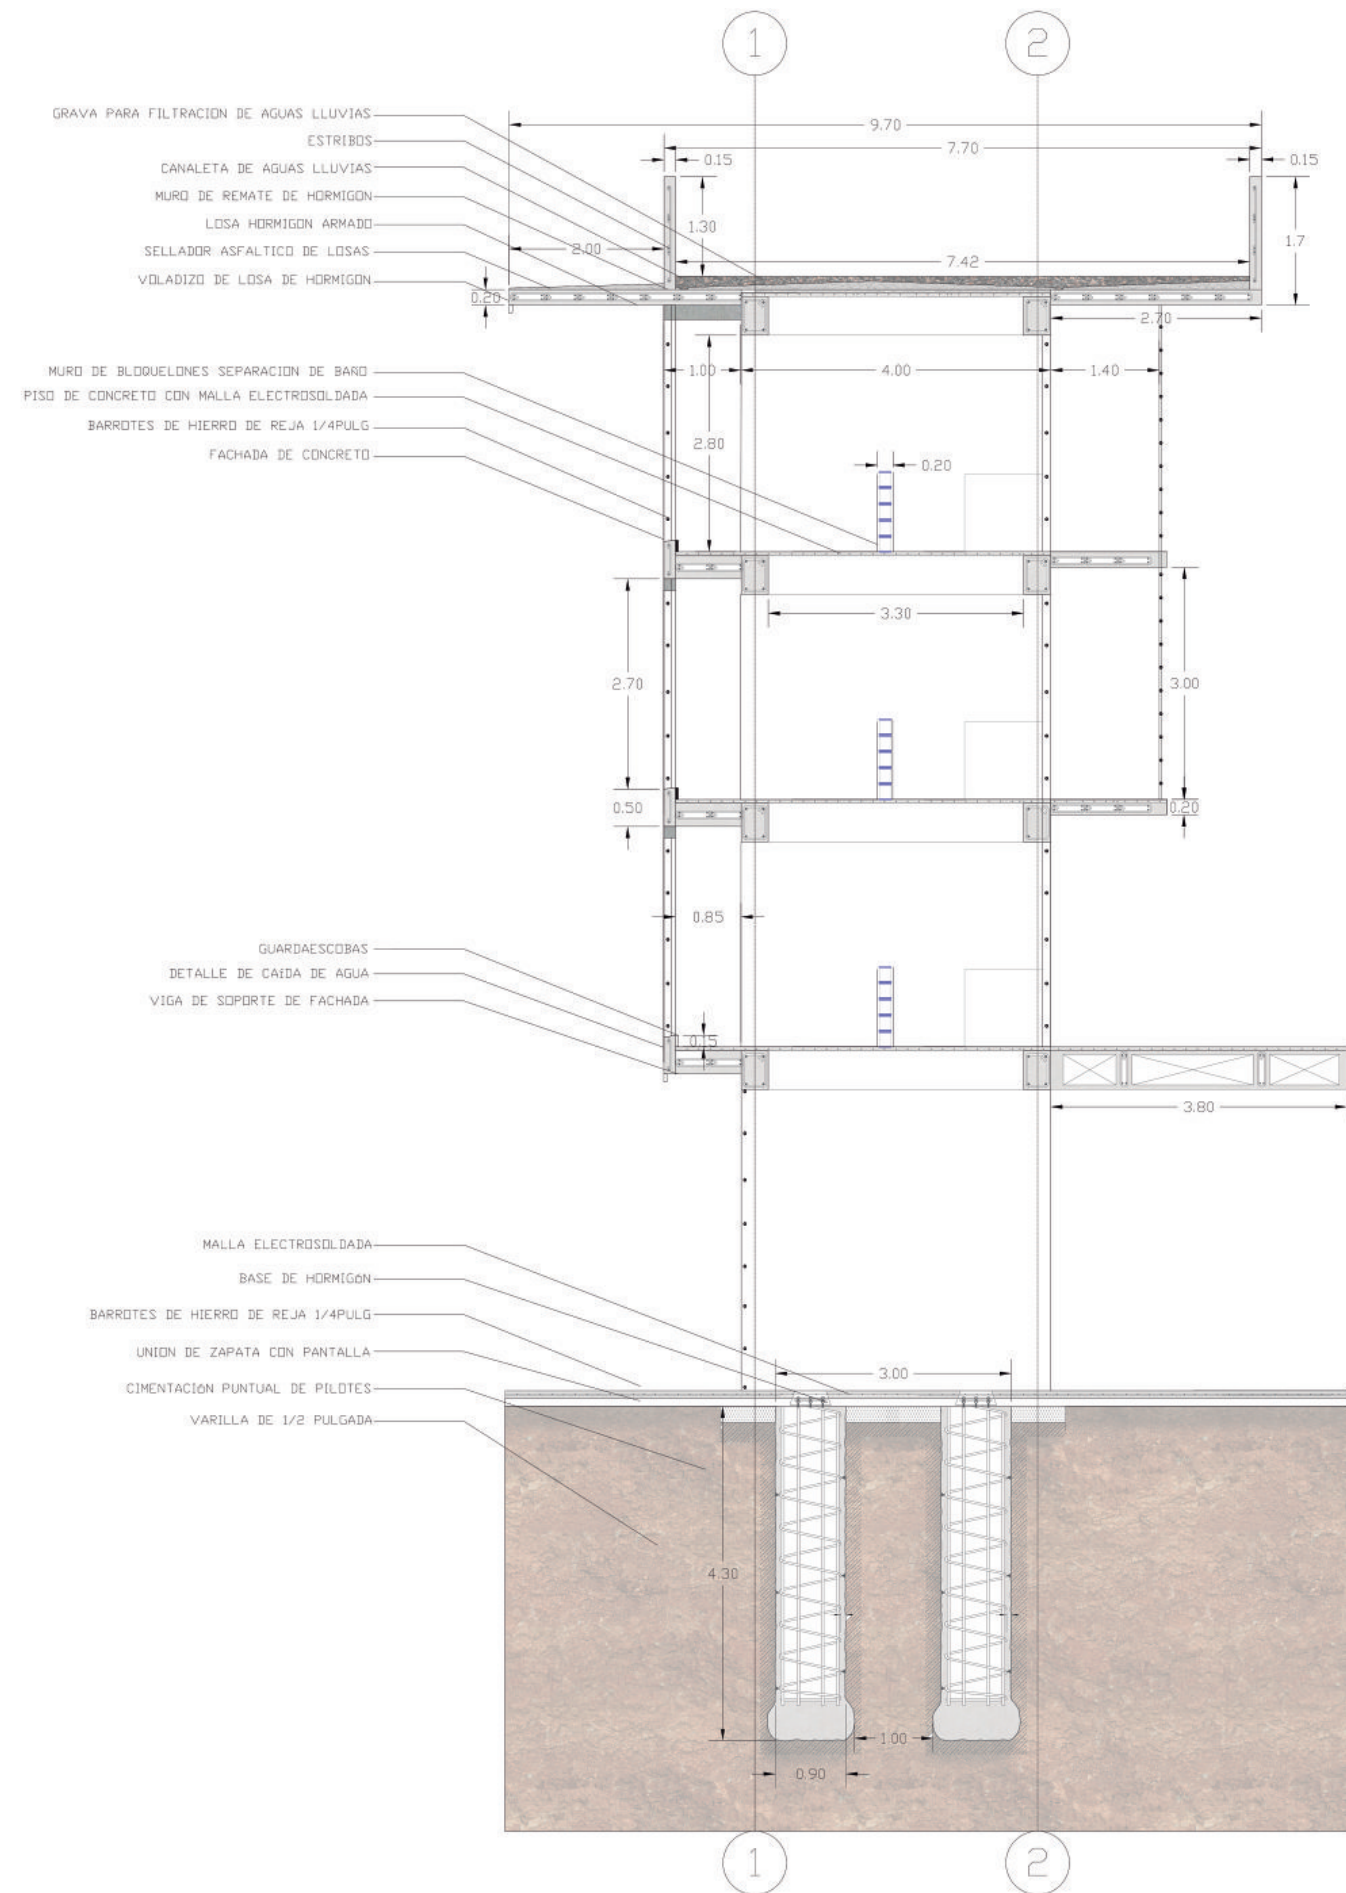 1 2
GRAVA PARA FILTRACION DE AGUAS LLUVIAS
9.70
ESTRIBOS
7.70
0.15 0.15
CANALETA DE AGUAS LLUVIAS
MURO DE REMATE DE HORMIGON
LOSA HORMIGON ARMADO
1.30
1.7
SELLADOR ASFALTICO DE LOSAS
2.00
7.42
VOLADIZO DE LOSA DE HORMIGON
0.20
2.70
MURO DE BLOQUELONES SEPARACION DE BAÑO
1.00 4.00 1.40
PISO DE CONCRETO CON MALLA ELECTROSOLDADA
BARROTES DE HIERRO DE REJA 1/4PULG
2.80
FACHADA DE CONCRETO
0.20
3.30
2.70 3.00
0.50 0.20
0.85
GUARDAESCOBAS
DETALLE DE CAíDA DE AGUA
VIGA DE SOPORTE DE FACHADA
0.15
3.80
MALLA ELECTROSOLDADA
BASE DE HORMIGóN
BARROTES DE HIERRO DE REJA 1/4PULG
UNION DE ZAPATA CON PANTALLA
3.00
CIMENTACIóN PUNTUAL DE PILOTES
VARILLA DE 1/2 PULGADA
4.30
1.00
0.90
1 2